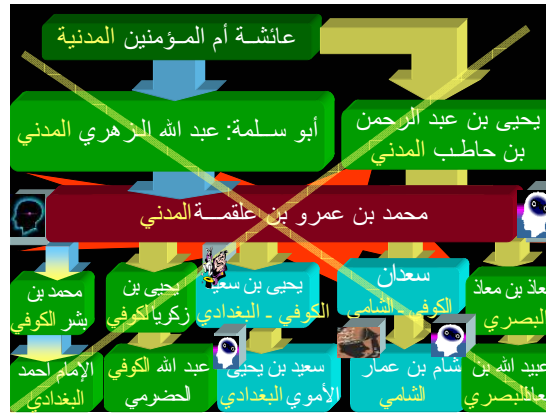 عائشة أم المؤمنين المدنية
يحيى بن عبد الرحمن
بن حاطب المدني
أبو سلمة: عبد الله الزهري المدني
محمد بن عمرو بن علقمة المدني
معاذ بن معاذ
البصري
سعدان
الكوفي - الشامي
يحيى بن سعيد
الكوفي - البغدادي
يحيى بن
زكريا الكوفي
محمد بن
بشر الكوفي
عبيد الله بن
معاذ البصري
هشام بن عمار
الشامي
سعيد بن يحيى
الأموي البغدادي
عبد الله الكوفي
الحضرمي
الإمام احمد
البغدادي